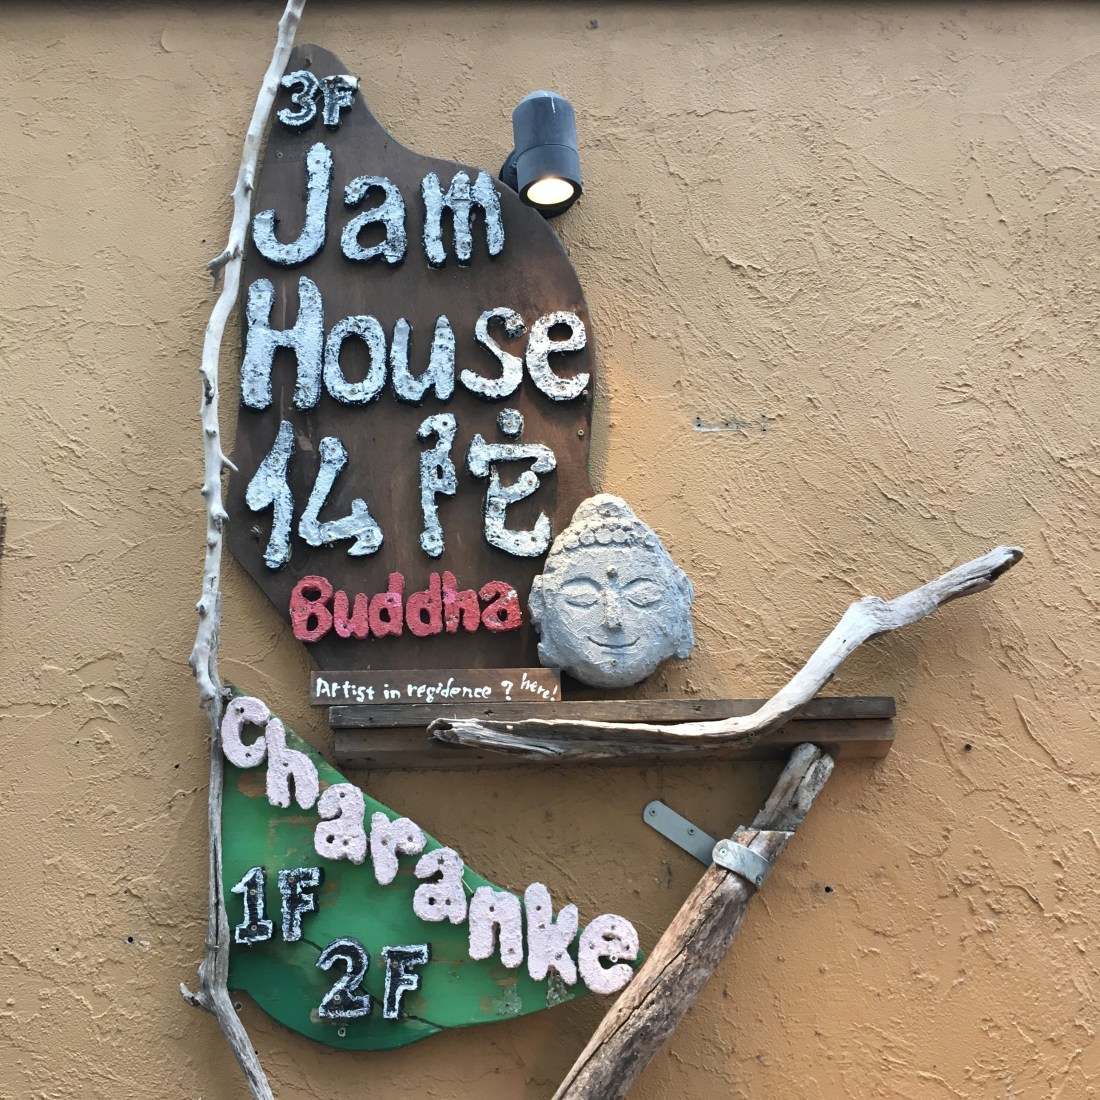 3F
Jam
House
仏陀
Buddha
Artist in regidence ? here!
charanke
1F
2F